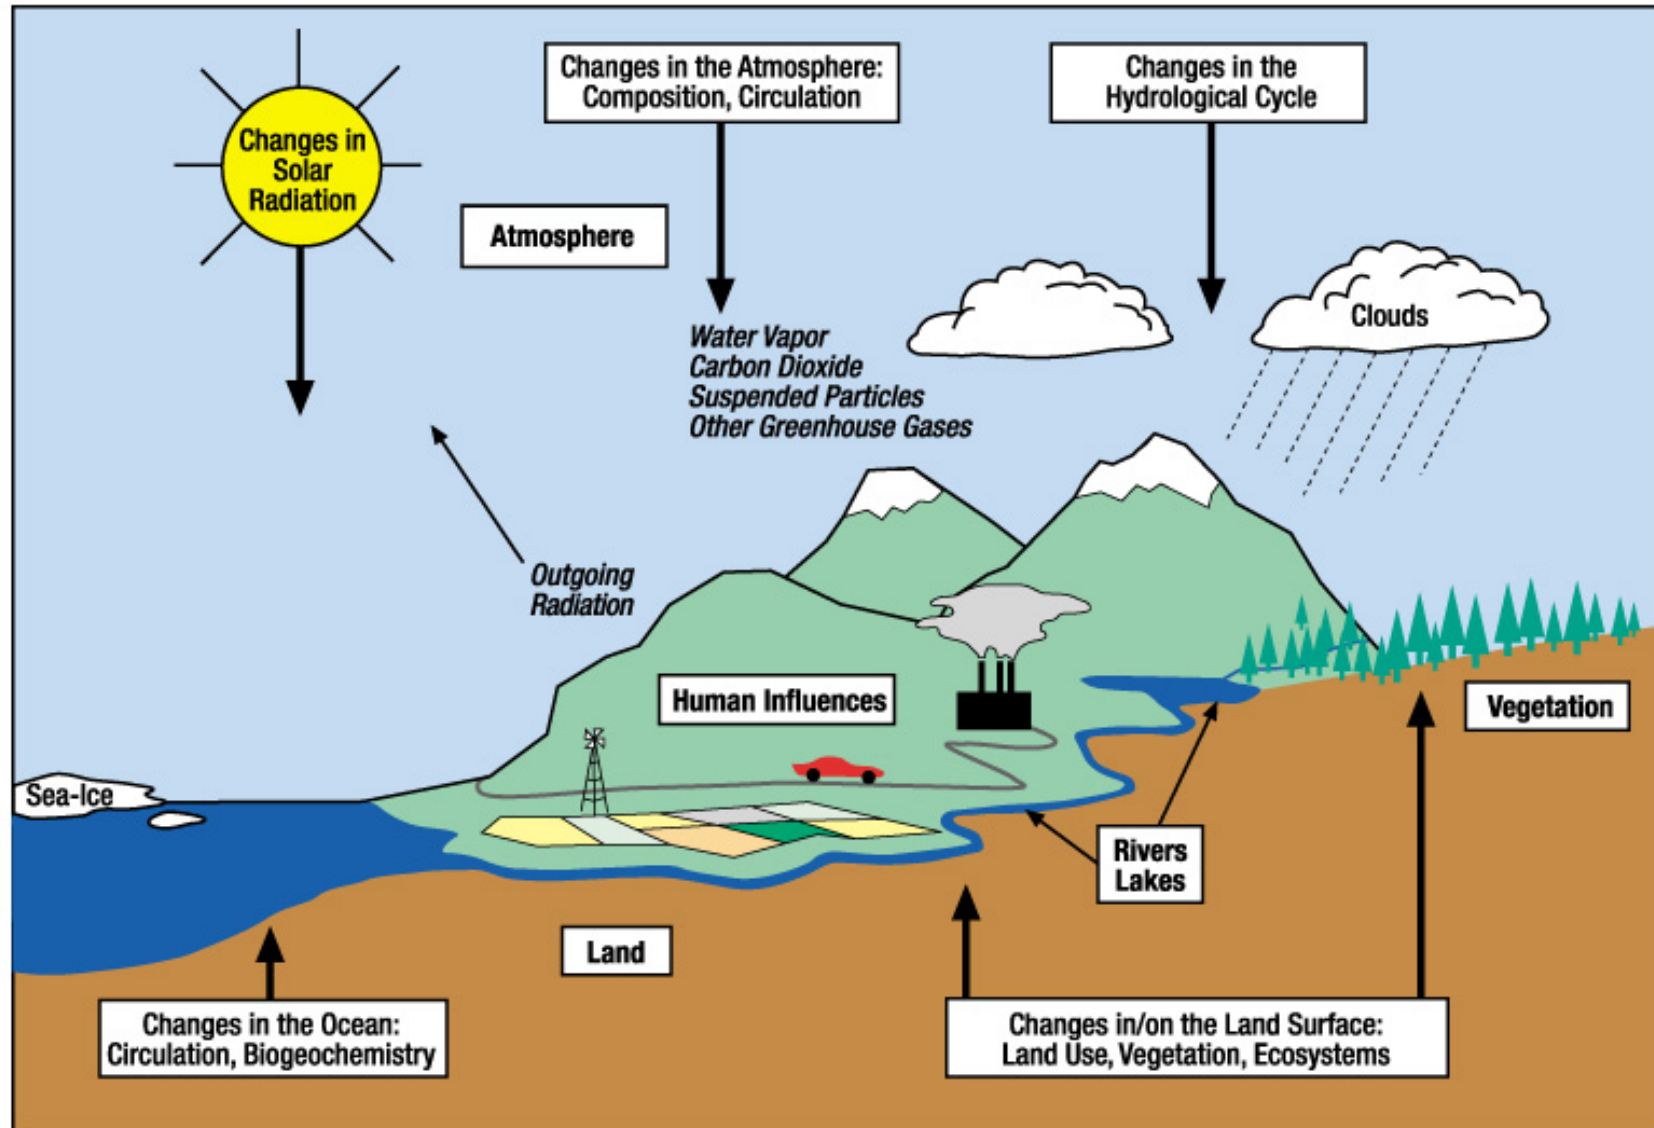 Changes in the Atmosphere:
Composition, Circulation
Changes in the
Hydrological Cycle
Changes in
Solar
Radiation
Atmosphere
Clouds
Water Vapor
Carbon Dioxide
Suspended Particles
Other Greenhouse Gases
Outgoing
Radiation
Human Influences
Vegetation
Sea-Ice
Rivers
Lakes
Land
Changes in the Ocean:
Circulation, Biogeochemistry
Changes in/on the Land Surface:
Land Use, Vegetation, Ecosystems